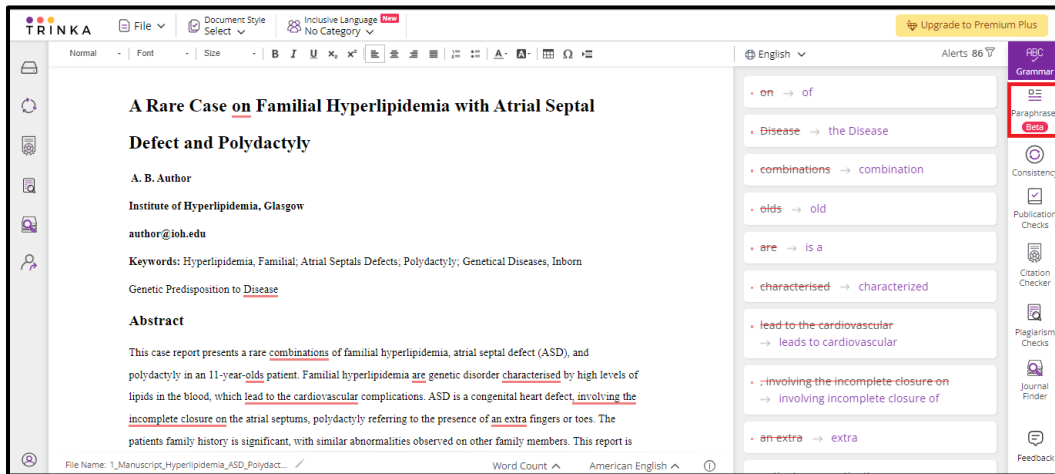 TRINKA
File
Document Style
Select
Inclusive Language New
No Category
Upgrade to Premium Plus
Normal - Font - Size - B I U x₂ x² A- A- Ω
English
Alerts 86
A Rare Case on Familial Hyperlipidemia with Atrial Septal
Defect and Polydactyly
A. B. Author
Institute of Hyperlipidemia, Glasgow
author@ioh.edu
Keywords: Hyperlipidemia, Familial; Atrial Septals Defects; Polydactyly; Genetical Diseases, Inborn
Genetic Predisposition to Disease
Abstract
This case report presents a rare combinations of familial hyperlipidemia, atrial septal defect (ASD), and
polydactyly in an 11-year-olds patient. Familial hyperlipidemia are genetic disorder characterised by high levels of
lipids in the blood, which lead to the cardiovascular complications. ASD is a congenital heart defect, involving the
incomplete closure on the atrial septums, polydactyly referring to the presence of an extra fingers or toes. The
patients family history is significant, with similar abnormalities observed on other family members. This report is
File Name: 1_Manuscript_Hyperlipidemia_ASD_Polydact...
Word Count
American English
on → of
Disease → the Disease
combinations → combination
olds → old
are → is a
characterised → characterized
lead to the cardiovascular
→ leads to cardiovascular
, involving the incomplete closure on
→ involving incomplete closure of
an extra → extra
ABC
Grammar
Paraphrase
Beta
Consistency
Publication
Checks
Citation
Checker
Plagiarism
Checks
Journal
Finder
Feedback